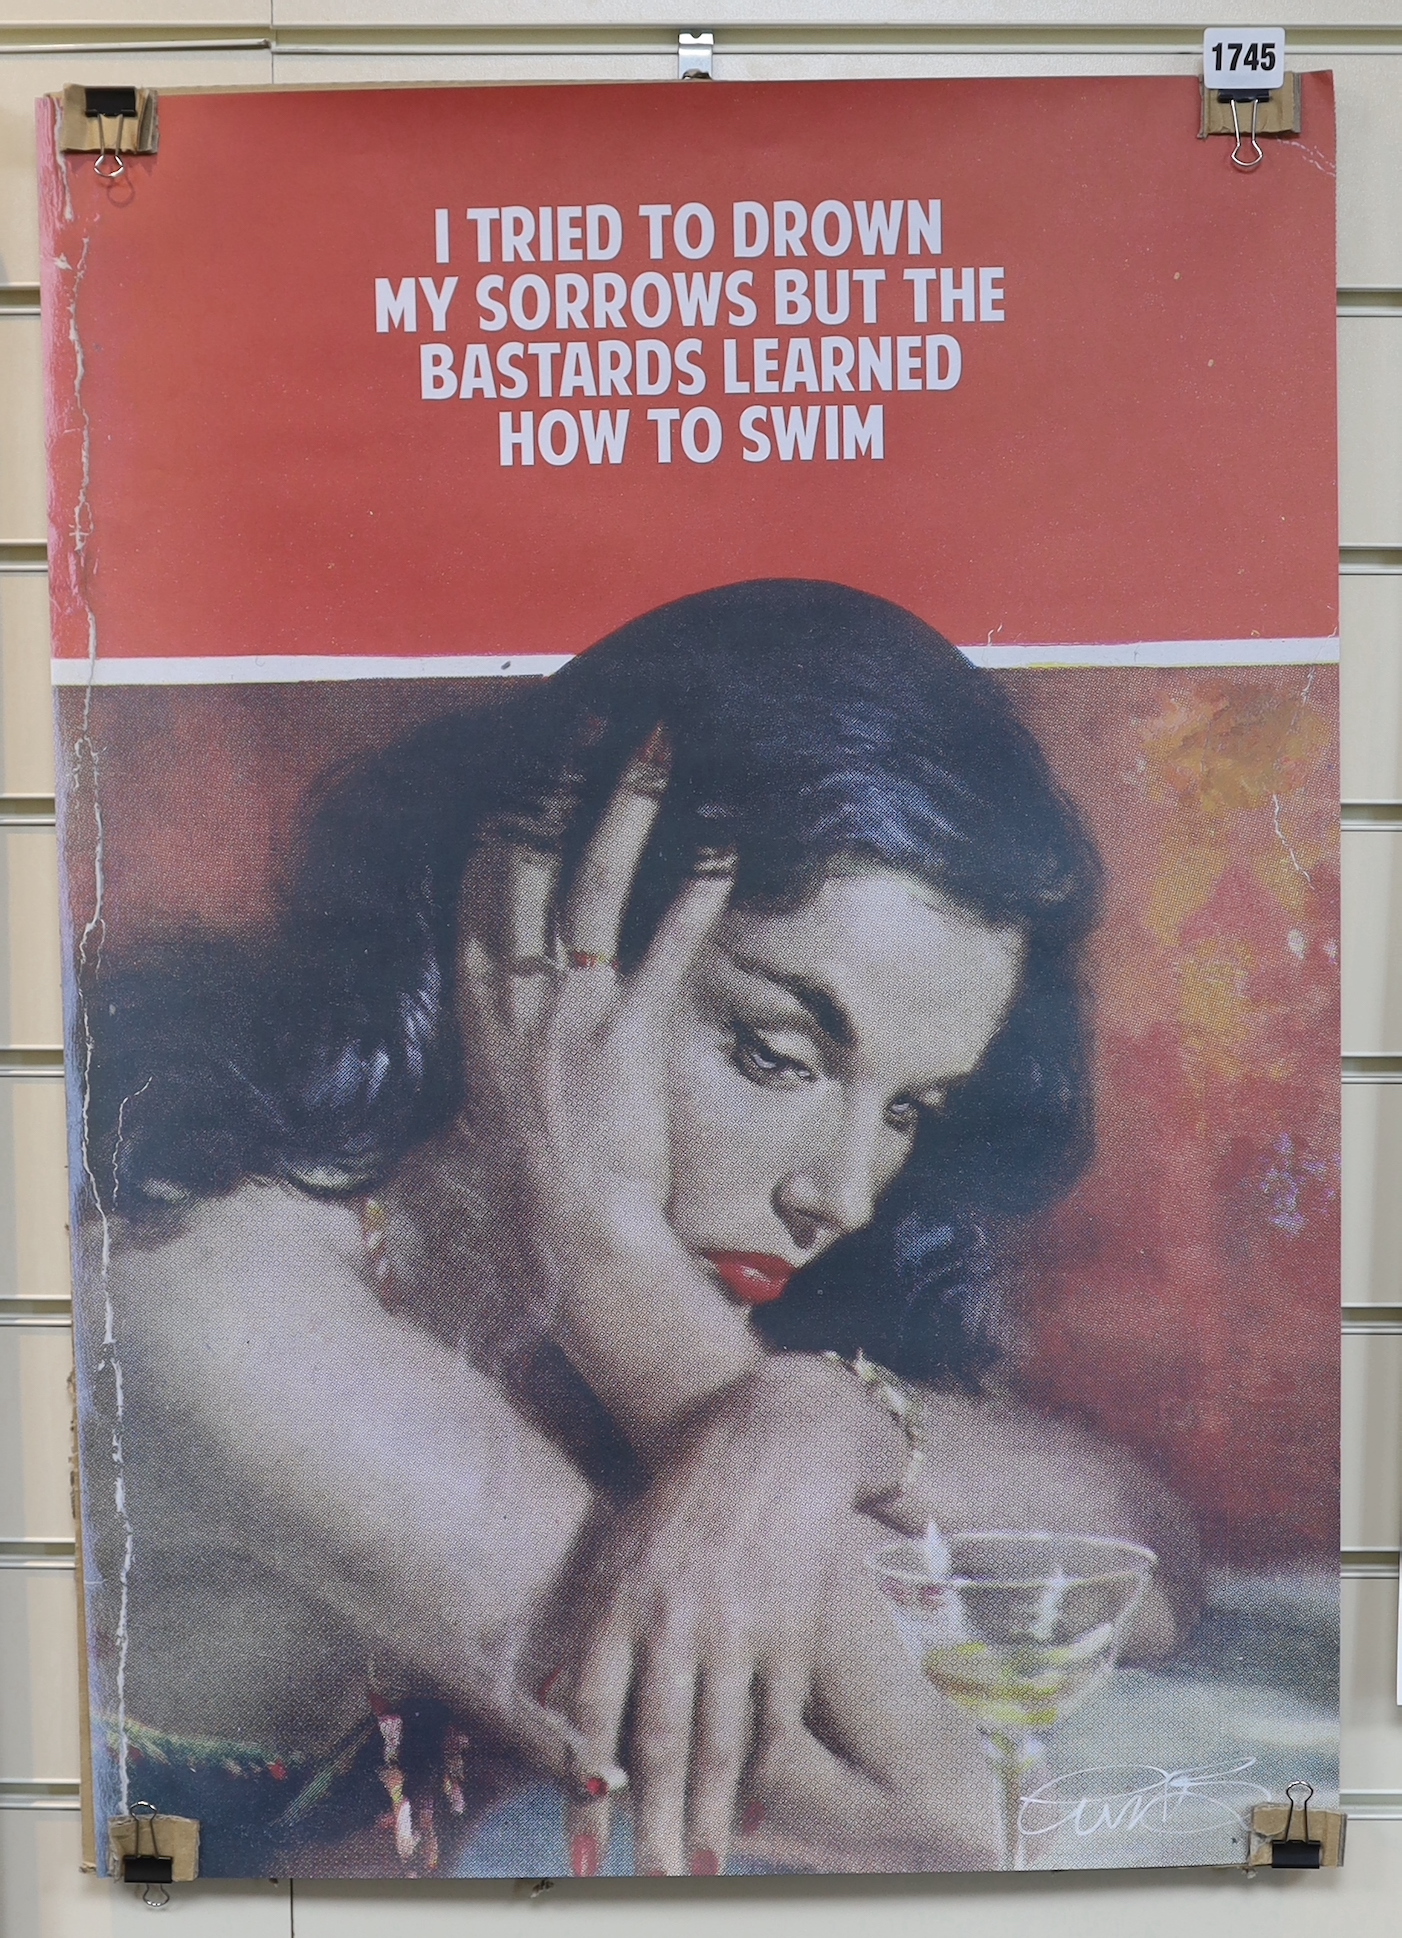 1745
I TRIED TO DROWN
MY SORROWS BUT THE
BASTARDS LEARNED
HOW TO SWIM